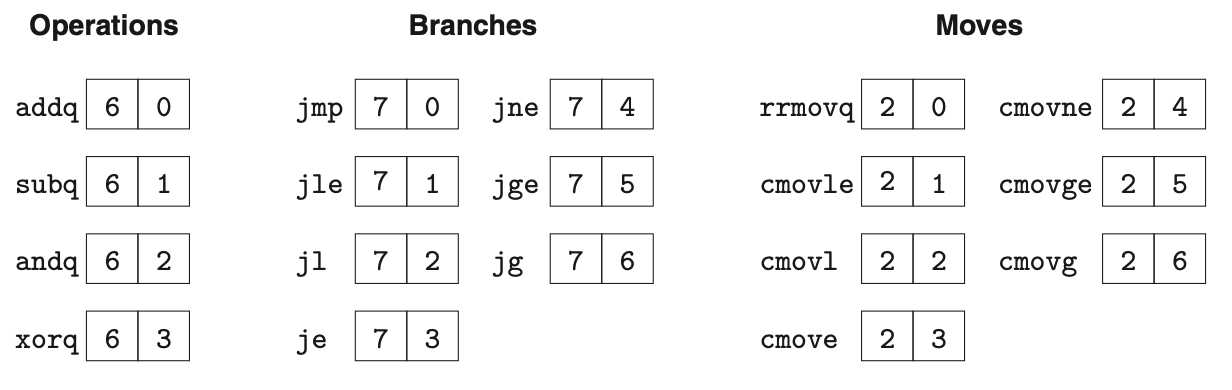 Operations Branches Moves
addq 6 0 jmp 7 0 jne 7 4 rrmovq 2 0 cmovne 2 4
subq 6 1 jle 7 1 jge 7 5 cmovle 2 1 cmovge 2 5
andq 6 2 jl 7 2 jg 7 6 cmovl 2 2 cmovg 2 6
xorq 6 3 je 7 3 cmove 2 3